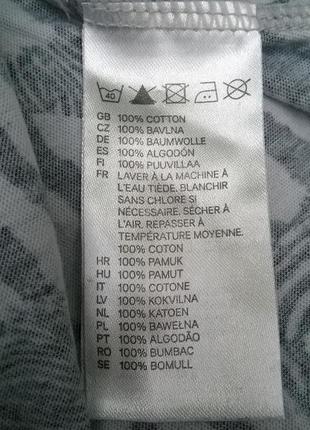 40
GB 100% COTTON
CZ 100% BAVLNA
DE 100% BAUMWOLLE
ES 100% ALGODÓN
FI 100% PUUVILLAA
FR LAVER À LA MACHINE À
L'EAU TIÈDE. BLANCHIR
SANS CHLORE SI
NÉCESSAIRE. SÉCHER À
L'AIR. REPASSER À
TEMPÉRATURE MOYENNE.
100% COTON
HR 100% PAMUK
HU 100% PAMUT
IT 100% COTONE
LV 100% KOKVILNA
NL 100% KATOEN
PL 100% BAWEŁNA
PT 100% ALGODÃO
RO 100% BUMBAC
SE 100% BOMULL